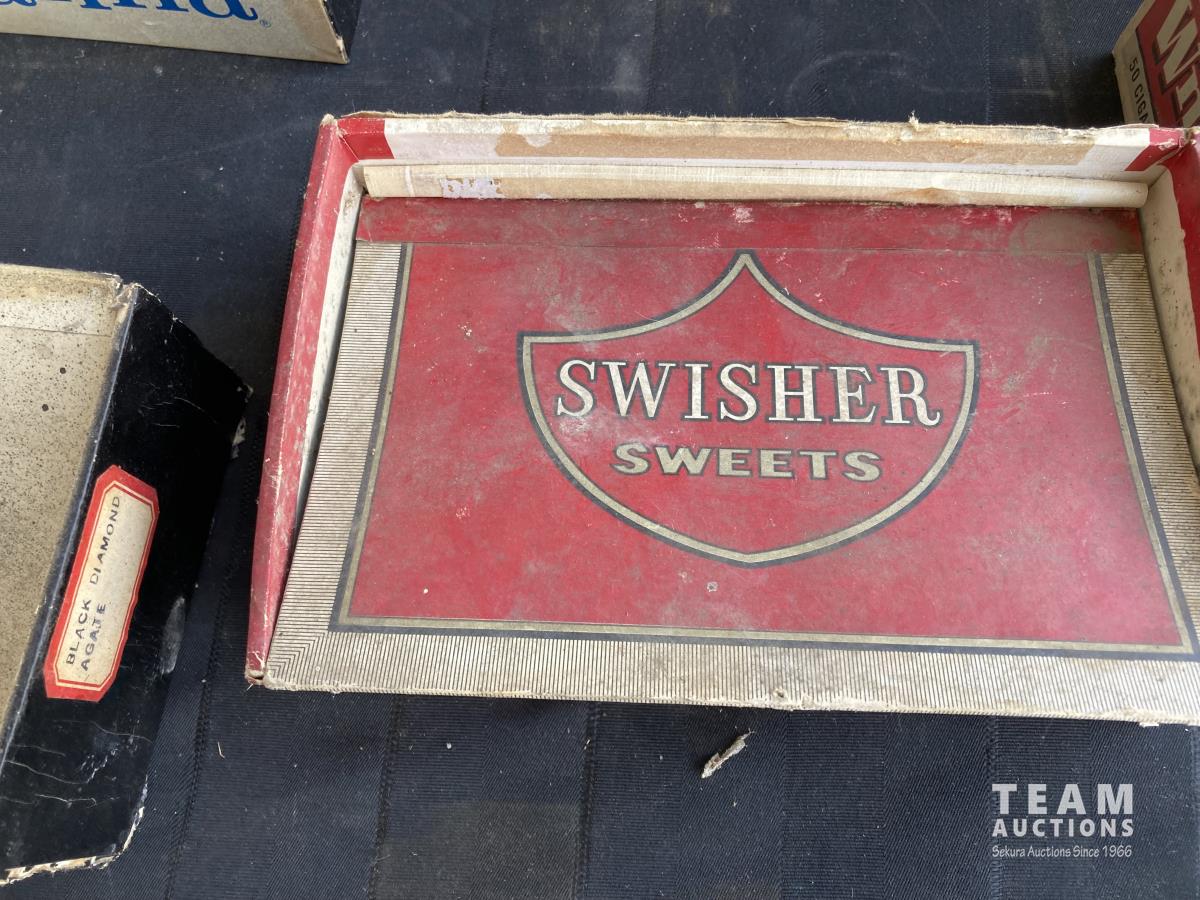 50 CIGA
SWISHER
SWEETS
BLACK DIAMOND
AGATE
TEAM
AUCTIONS
Sekura Auctions Since 1966